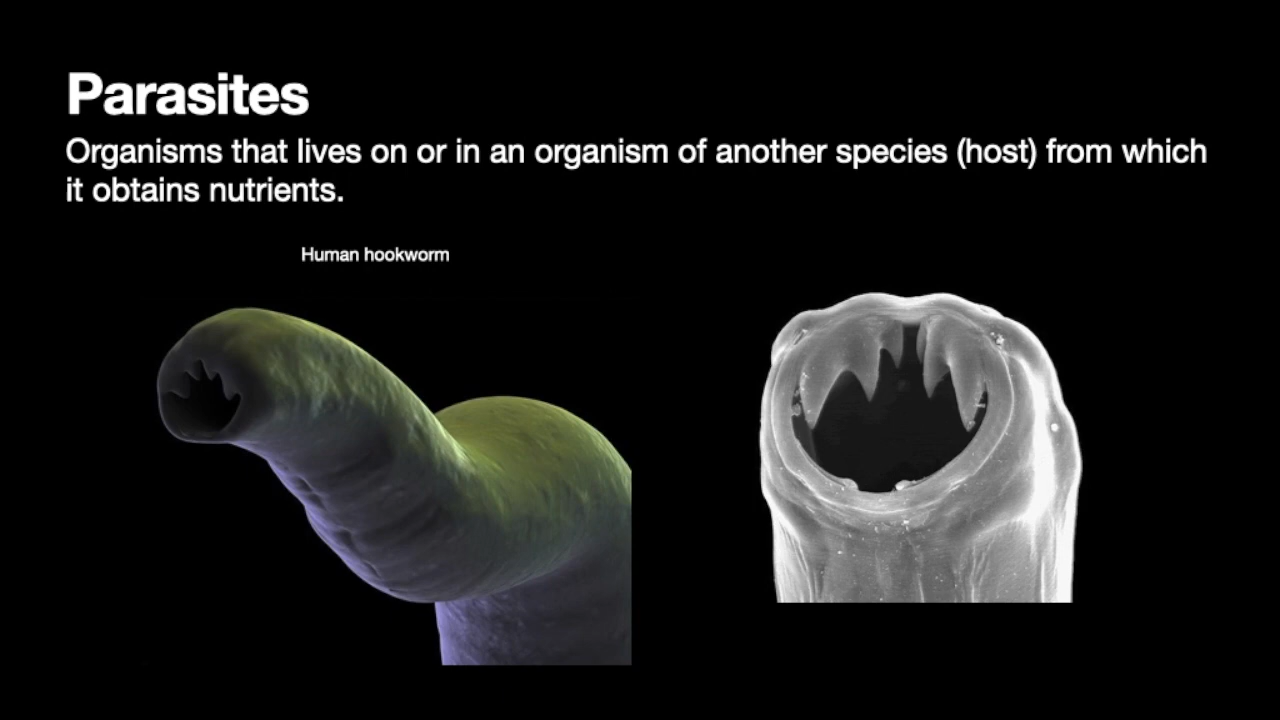 Parasites
Organisms that lives on or in an organism of another species (host) from which
it obtains nutrients.
Human hookworm